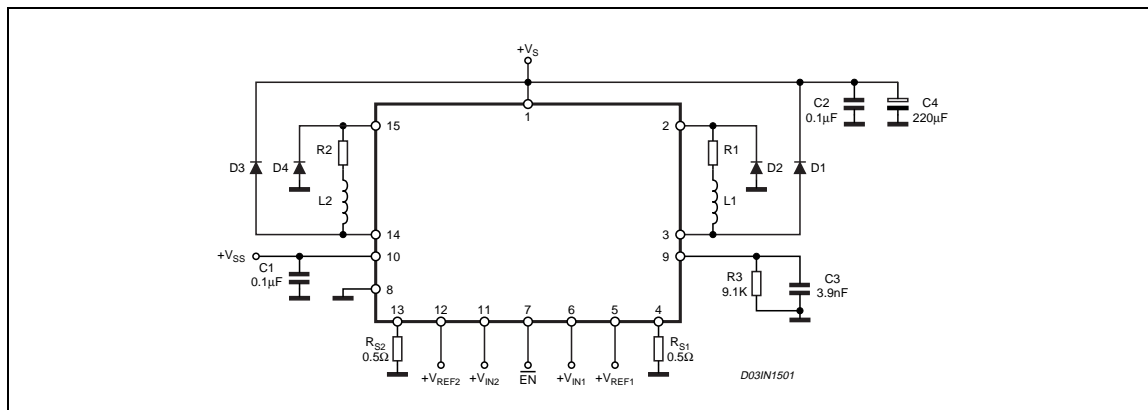 +VS
1
C2
0.1µF
C4
220µF
15
2
R2
R1
D3
D4
D2
D1
L2
L1
14
3
+VSS
10
9
C1
0.1µF
R3
9.1K
C3
3.9nF
8
13
12
11
7
6
5
4
RS2
0.5Ω
RS1
0.5Ω
+VREF2
+VIN2
EN
+VIN1
+VREF1
D03IN1501